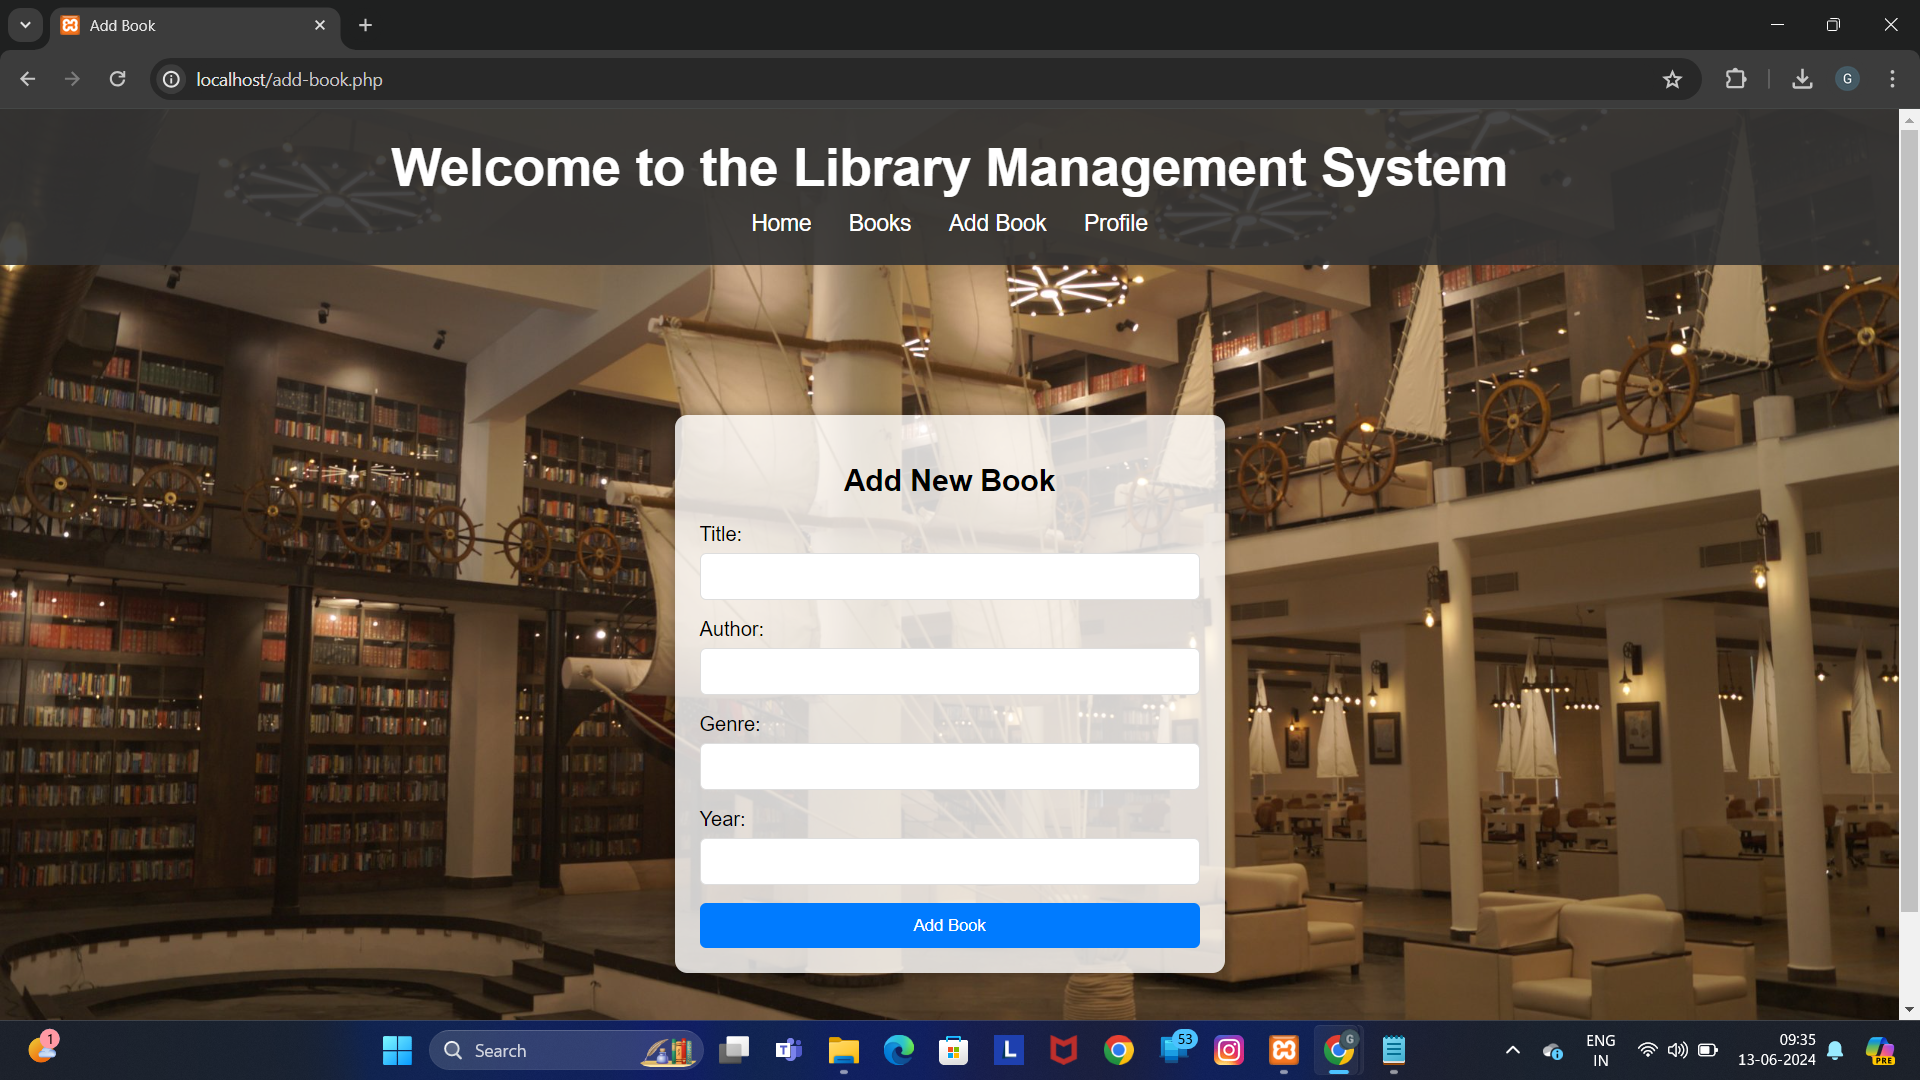 Add Book
localhost/add-book.php
G
Welcome to the Library Management System
Home Books Add Book Profile
Add New Book
Title:
Author:
Genre:
Year:
Add Book
1
Search
T
L
53
G
ENG
IN
09:35
13-06-2024
PRE